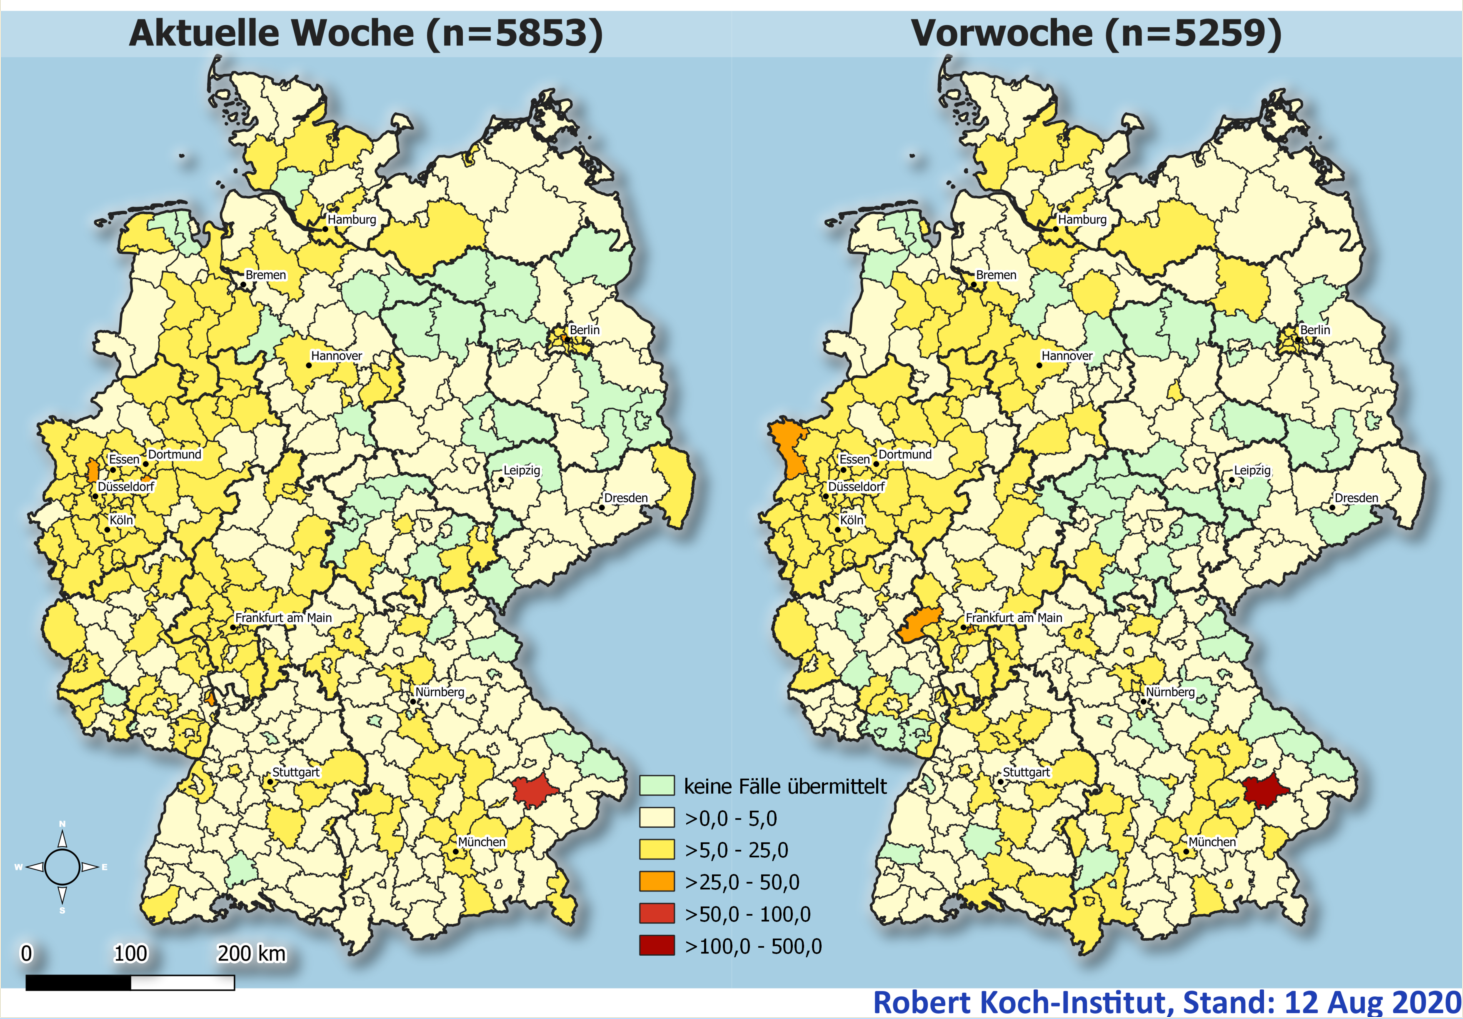 Aktuelle Woche (n=5853)
Vorwoche (n=5259)
Hamburg
Bremen
Berlin
Hannover
Essen
Dortmund
Düsseldorf
Leipzig
Köln
Dresden
Frankfurt am Main
Nürnberg
Stuttgart
München
Hamburg
Bremen
Berlin
Hannover
Essen
Dortmund
Düsseldorf
Leipzig
Köln
Dresden
Frankfurt am Main
Nürnberg
Stuttgart
München
keine Fälle übermittelt
>0,0 - 5,0
>5,0 - 25,0
>25,0 - 50,0
>50,0 - 100,0
>100,0 - 500,0
N
W E
S
0 100 200 km
Robert Koch-Institut, Stand: 12 Aug 2020